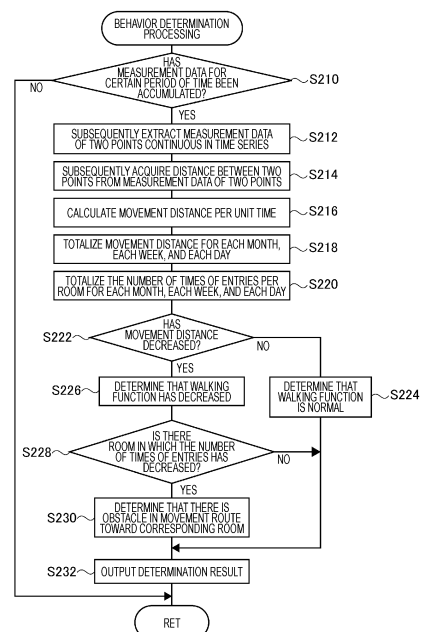 BEHAVIOR DETERMINATION
PROCESSING
HAS
MEASUREMENT DATA FOR
CERTAIN PERIOD OF TIME BEEN
ACCUMULATED?
S210
NO
YES
SUBSEQUENTLY EXTRACT MEASUREMENT DATA
OF TWO POINTS CONTINUOUS IN TIME SERIES
S212
SUBSEQUENTLY ACQUIRE DISTANCE BETWEEN TWO
POINTS FROM MEASUREMENT DATA OF TWO POINTS
S214
CALCULATE MOVEMENT DISTANCE PER UNIT TIME
S216
TOTALIZE MOVEMENT DISTANCE FOR EACH MONTH,
EACH WEEK, AND EACH DAY
S218
TOTALIZE THE NUMBER OF TIMES OF ENTRIES PER
ROOM FOR EACH MONTH, EACH WEEK, AND EACH DAY
S220
S222
HAS
MOVEMENT DISTANCE
DECREASED?
NO
YES
S226
DETERMINE THAT WALKING
FUNCTION HAS DECREASED
DETERMINE THAT
WALKING FUNCTION
IS NORMAL
S224
S228
IS THERE
ROOM IN WHICH THE NUMBER
OF TIMES OF ENTRIES HAS
DECREASED?
NO
YES
S230
DETERMINE THAT THERE IS
OBSTACLE IN MOVEMENT ROUTE
TOWARD CORRESPONDING ROOM
S232
OUTPUT DETERMINATION RESULT
RET